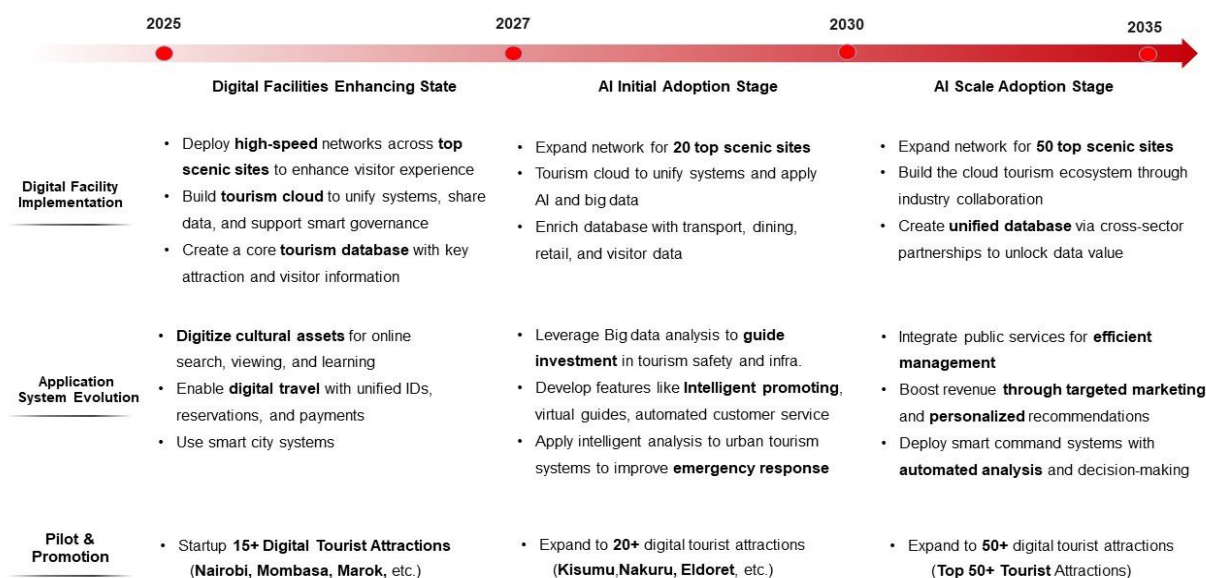 2025
2027
2030
2035
Digital Facilities Enhancing State
AI Initial Adoption Stage
AI Scale Adoption Stage
Digital Facility
Implementation
• Deploy high-speed networks across top
scenic sites to enhance visitor experience
• Build tourism cloud to unify systems, share
data, and support smart governance
• Create a core tourism database with key
attraction and visitor information
• Expand network for 20 top scenic sites
• Tourism cloud to unify systems and apply
AI and big data
• Enrich database with transport, dining,
retail, and visitor data
• Expand network for 50 top scenic sites
• Build the cloud tourism ecosystem through
industry collaboration
• Create unified database via cross-sector
partnerships to unlock data value
Application
System Evolution
• Digitize cultural assets for online
search, viewing, and learning
• Enable digital travel with unified IDs,
reservations, and payments
• Use smart city systems
• Leverage Big data analysis to guide
investment in tourism safety and infra.
• Develop features like Intelligent promoting,
virtual guides, automated customer service
• Apply intelligent analysis to urban tourism
systems to improve emergency response
• Integrate public services for efficient
management
• Boost revenue through targeted marketing
and personalized recommendations
• Deploy smart command systems with
automated analysis and decision-making
Pilot &
Promotion
• Startup 15+ Digital Tourist Attractions
(Nairobi, Mombasa, Marok, etc.)
• Expand to 20+ digital tourist attractions
(Kisumu,Nakuru, Eldoret, etc.)
• Expand to 50+ digital tourist attractions
(Top 50+ Tourist Attractions)